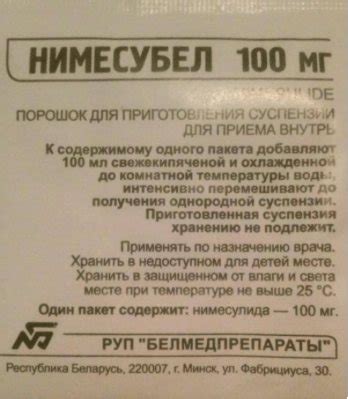 НИМЕСУБЕЛ 100 мг
NIMESULIDE
ПОРОШОК ДЛЯ ПРИГОТОВЛЕНИЯ СУСПЕНЗИИ
ДЛЯ ПРИЕМА ВНУТРЬ
К содержимому одного пакета добавляют
100 мл свежекипяченой и охлажденной
до комнатной температуры воды,
интенсивно перемешивают до
получения однородной суспензии.
Приготовленная суспензия
хранению не подлежит.
Применять по назначению врача.
Хранить в недоступном для детей месте.
Хранить в защищенном от влаги и света
месте при температуре не выше 25 °C.
Один пакет содержит: нимесулида — 100 мг.
РУП "БЕЛМЕДПРЕПАРАТЫ"
Республика Беларусь, 220007, г. Минск, ул. Фабрициуса, 30.